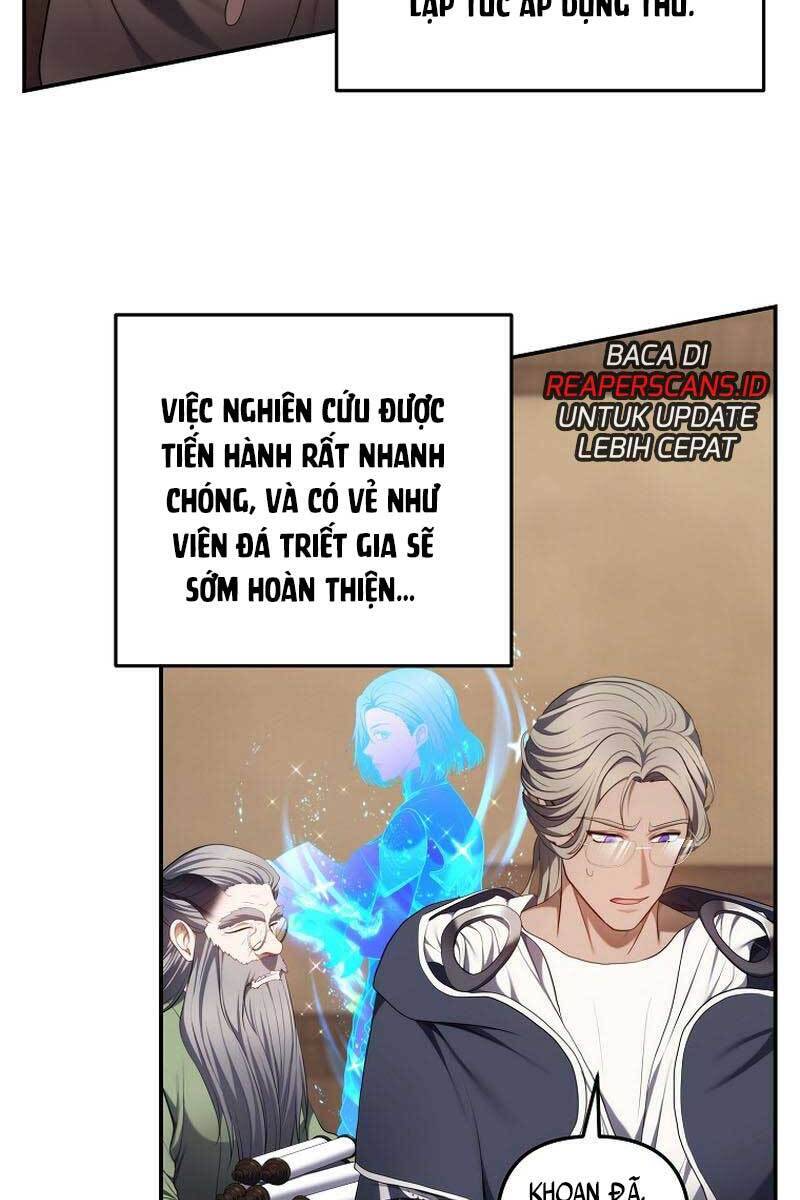 LẬP TỨC ÁP DỤNG THỬ.
BACA DI
REAPERSCANS.ID
UNTUK UPDATE
LEBIH CEPAT
VIỆC NGHIÊN CỨU ĐƯỢC
TIẾN HÀNH RẤT NHANH
CHÓNG, VÀ CÓ VẺ NHƯ
VIÊN ĐÁ TRIẾT GIA SẼ
SỚM HOÀN THIỆN...
KHOAN ĐÃ,